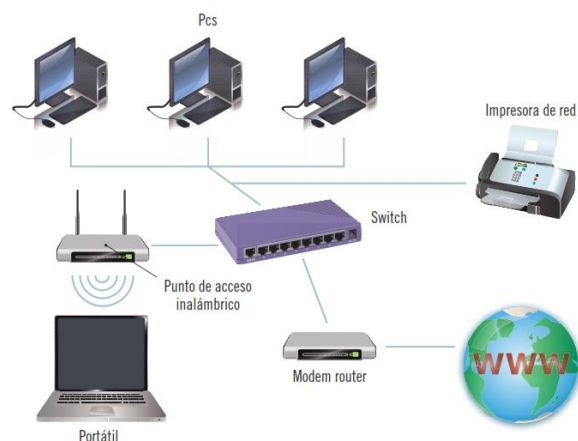 Pcs
Impresora de red
Switch
Punto de acceso
inalámbrico
Modem router
WWW
Portátil